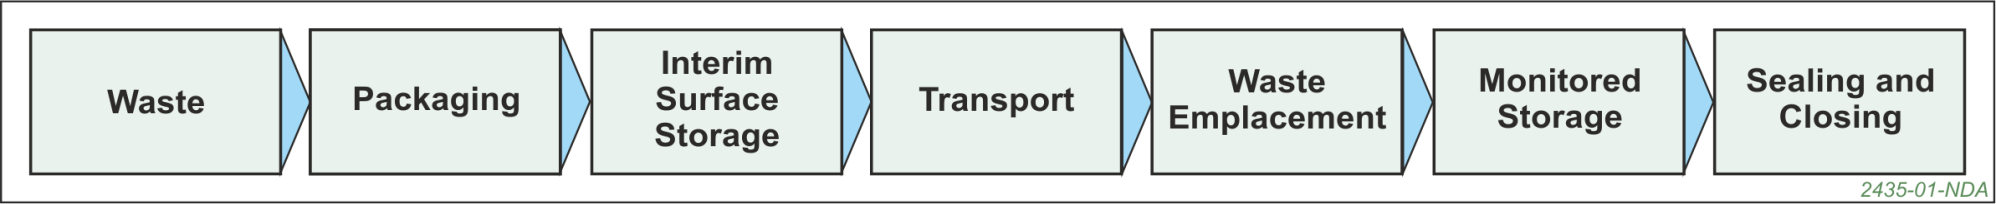 Waste
Packaging
Interim
Surface
Storage
Transport
Waste
Emplacement
Monitored
Storage
Sealing and
Closing
2435-01-NDA